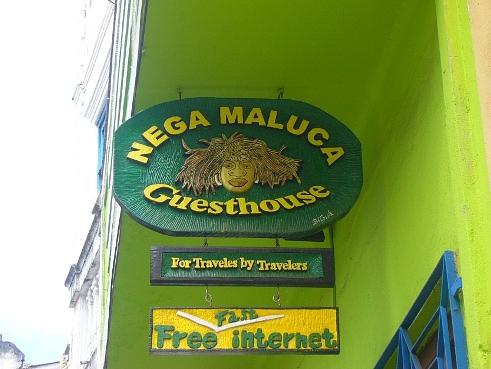 NEGA MALUCA
Guesthouse
For Traveles by Travelers
Fast
Free internet